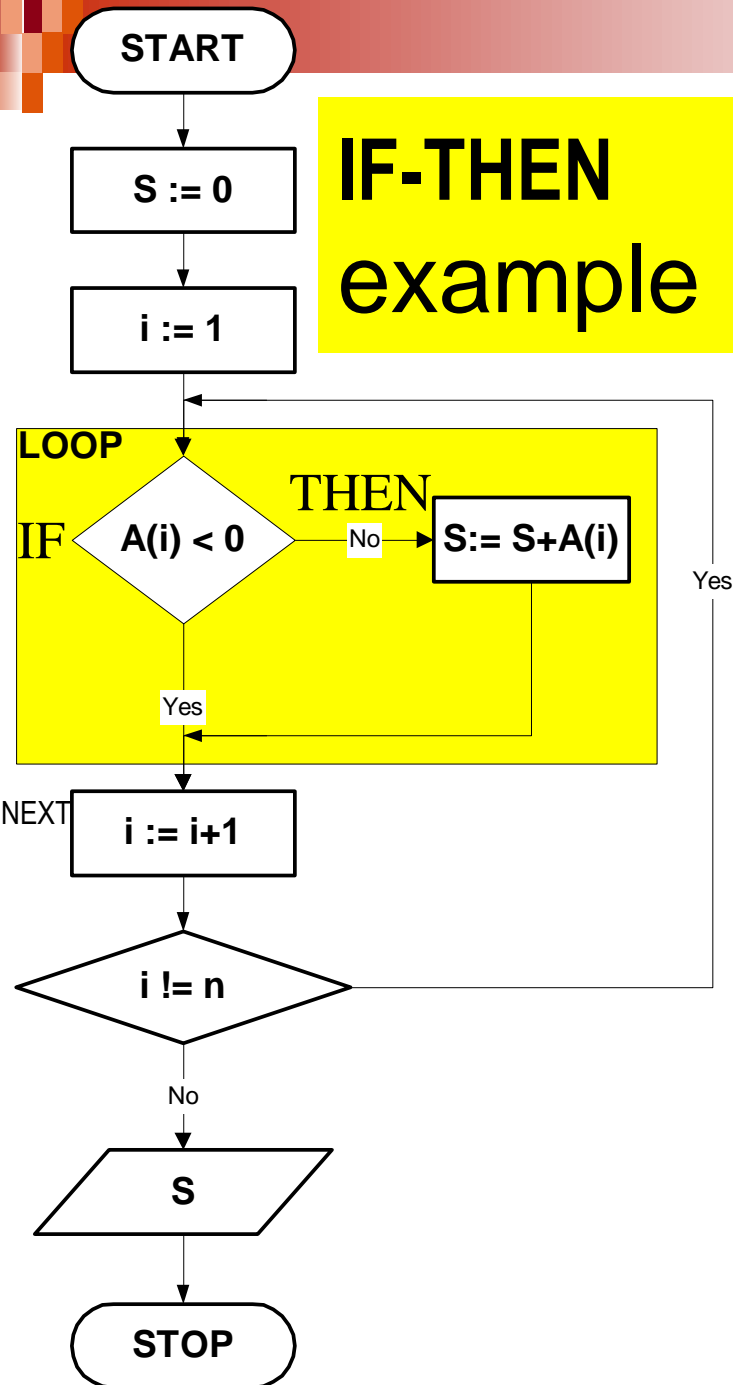 START
S := 0
IF-THEN
example
i := 1
LOOP
THEN
IF
A(i) < 0
No
S:= S+A(i)
Yes
Yes
NEXT
i := i+1
i != n
No
S
STOP